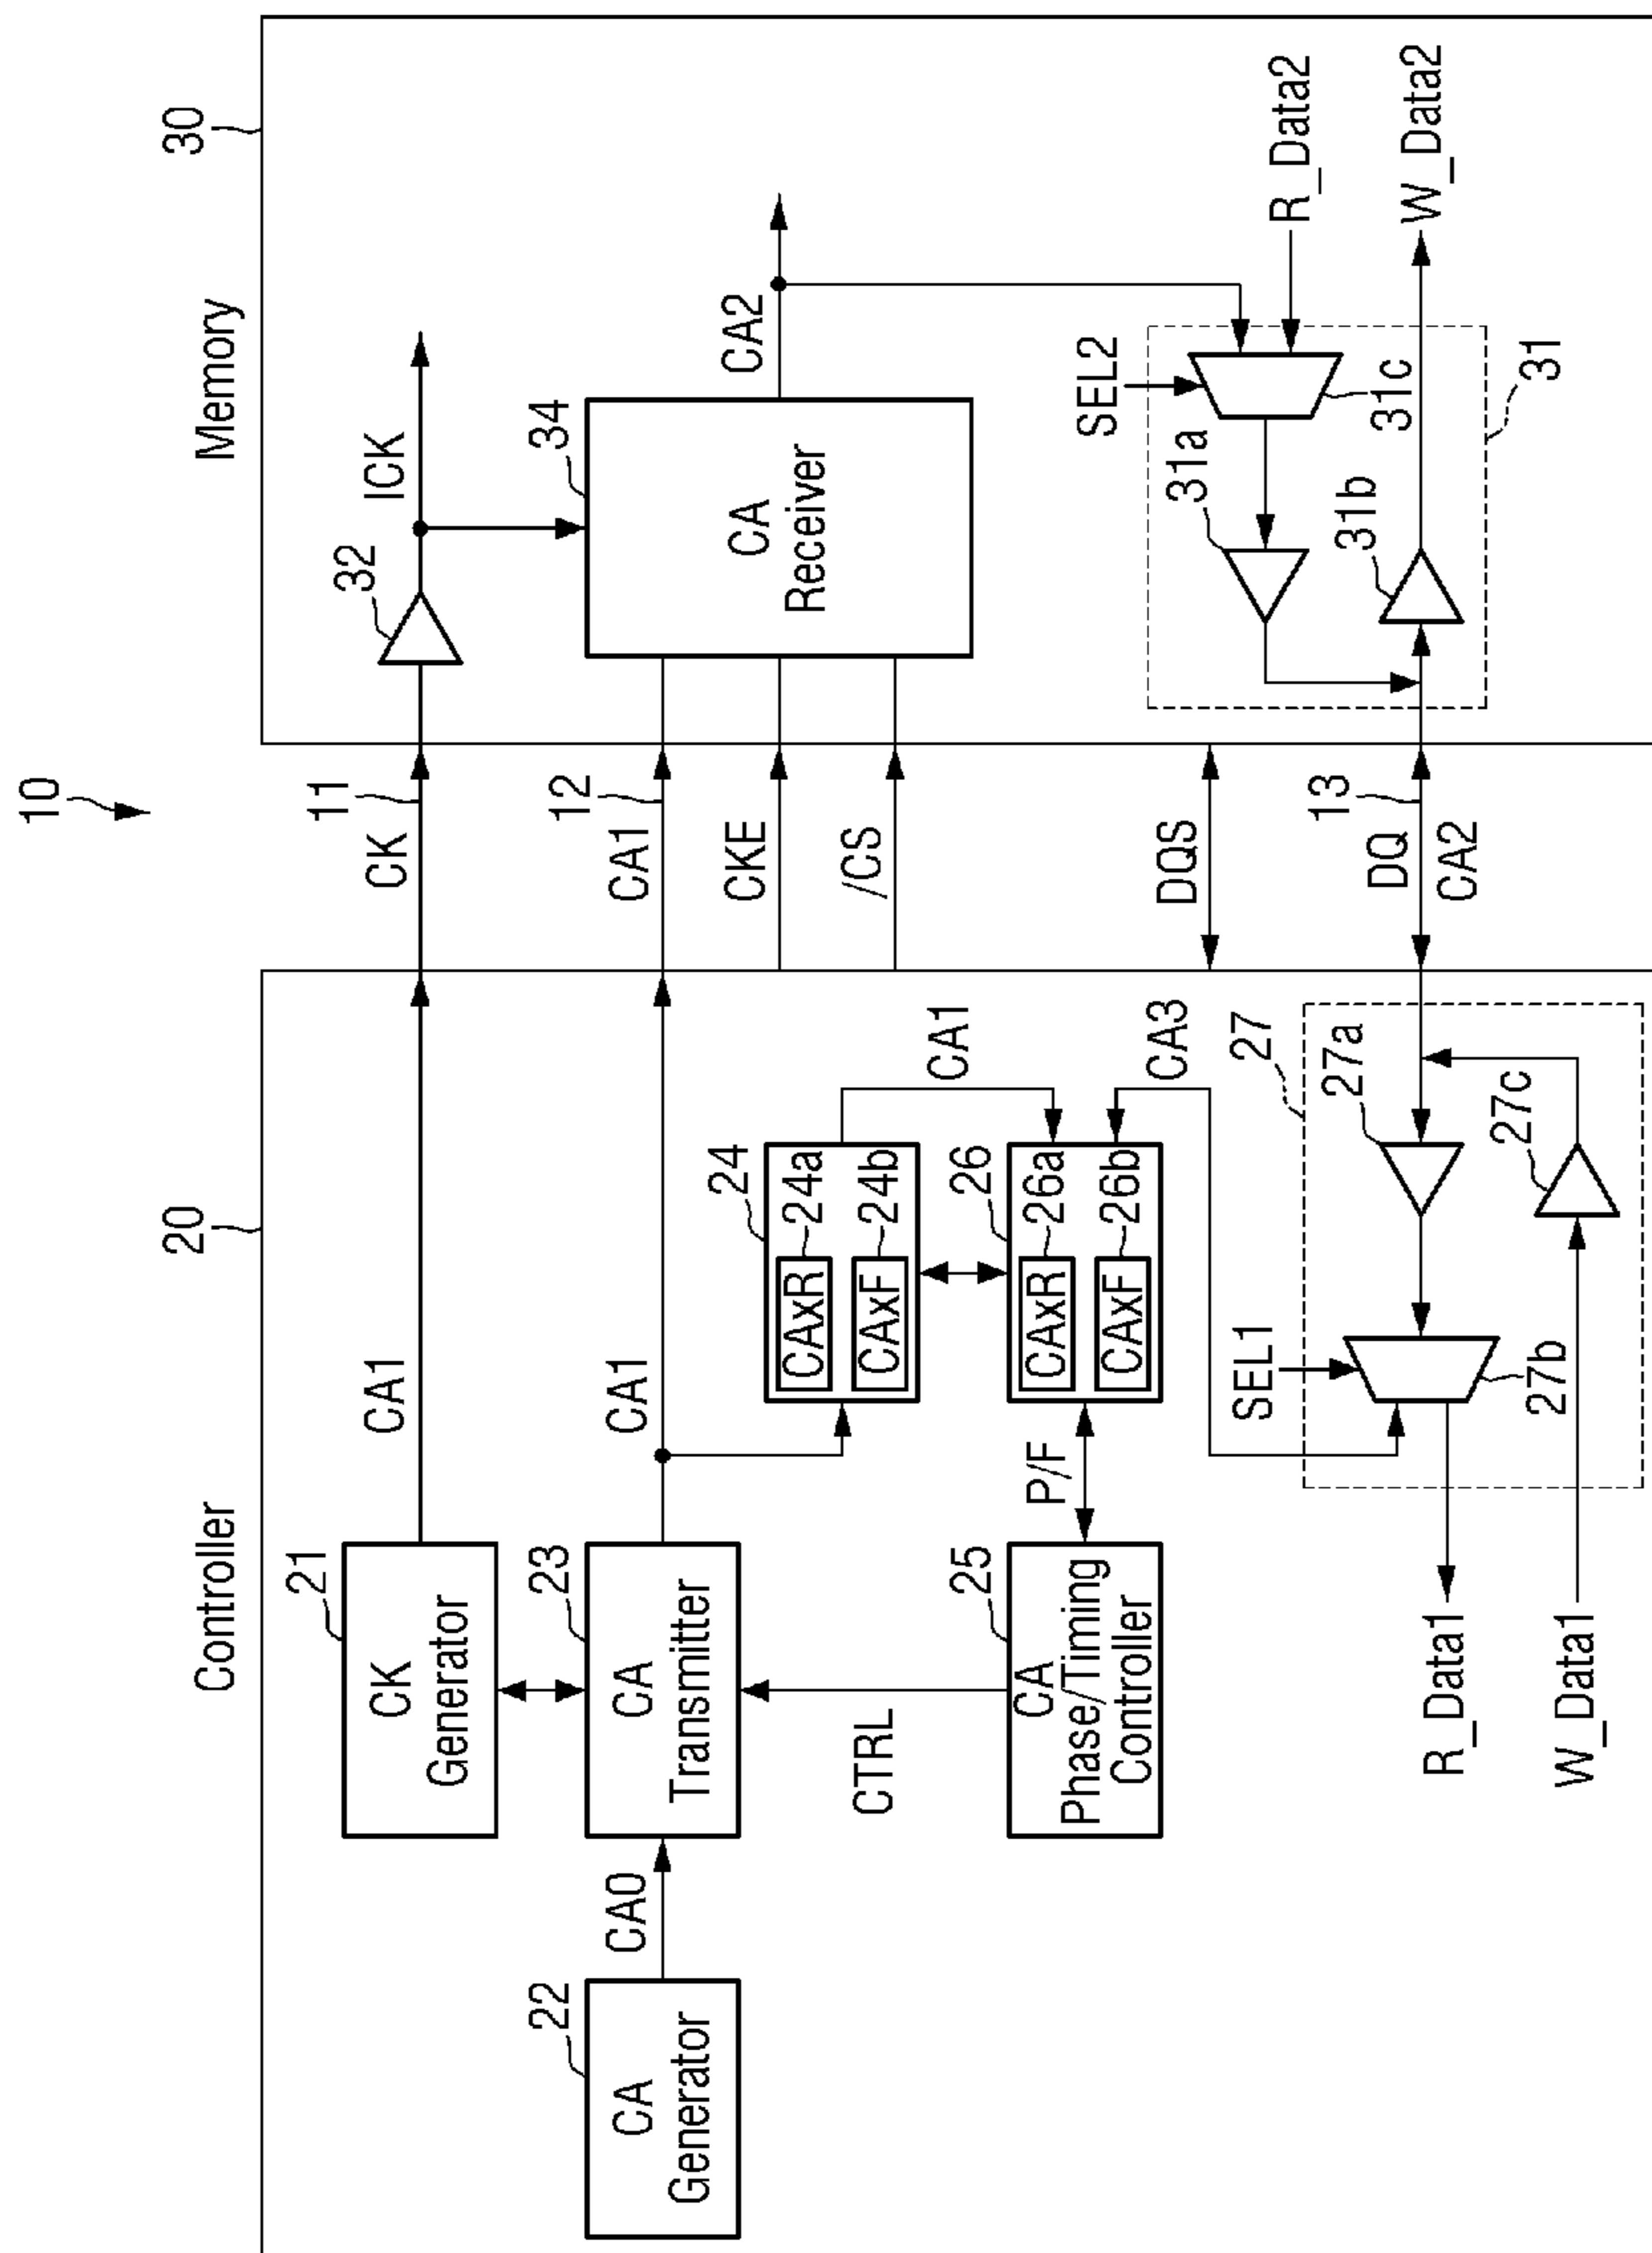 10
Controller
20
Memory
30
21
CK
Generator
CA1
11
CK
32
ICK
22
CA
Generator
CA0
23
CA
Transmitter
CA1
12
CA1
CKE
/CS
34
CA
Receiver
CA2
CTRL
25
CA
Phase/Timing
Controller
P/F
24
CAxR
24a
CAxF
24b
CA1
26
CAxR
26a
CAxF
26b
CA3
DQS
SEL1
27
27a
27b
27c
R_Data1
W_Data1
13
DQ
CA2
SEL2
31a
31b
31c
31
R_Data2
W_Data2